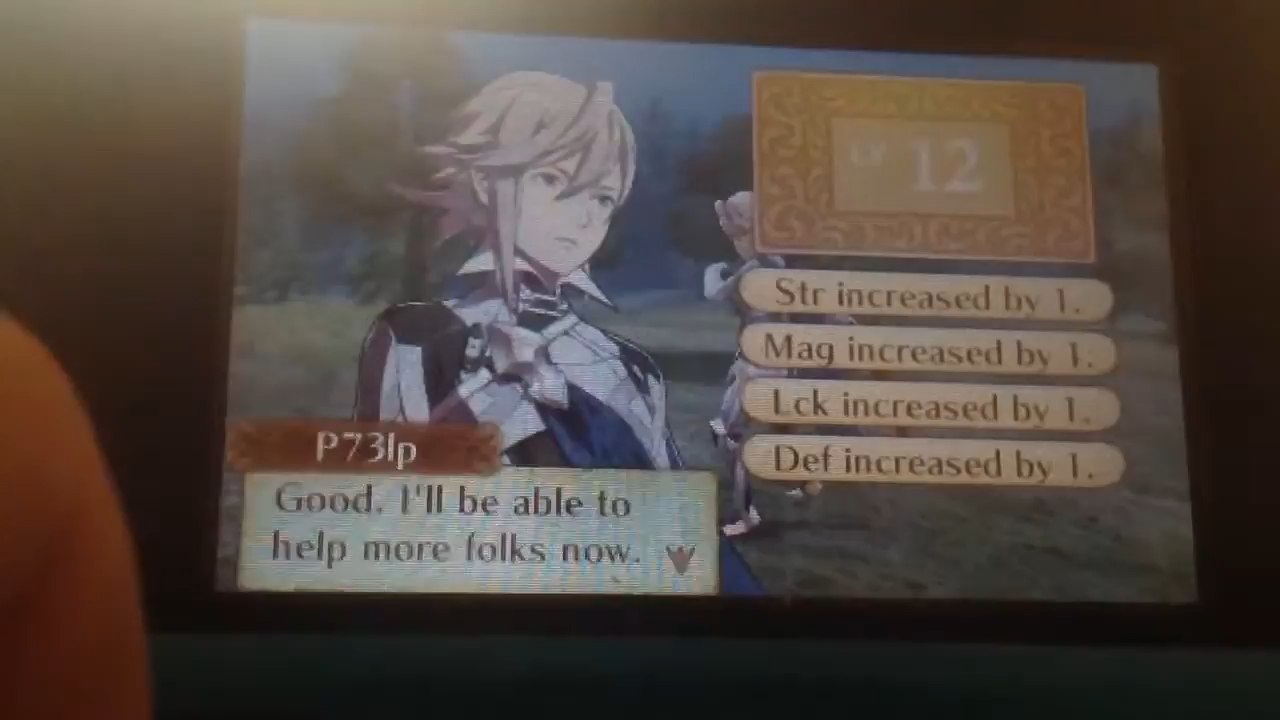 Lv 12
Str increased by 1.
Mag increased by 1.
Lck increased by 1.
Def increased by 1.
P73lp
Good. I'll be able to
help more folks now.